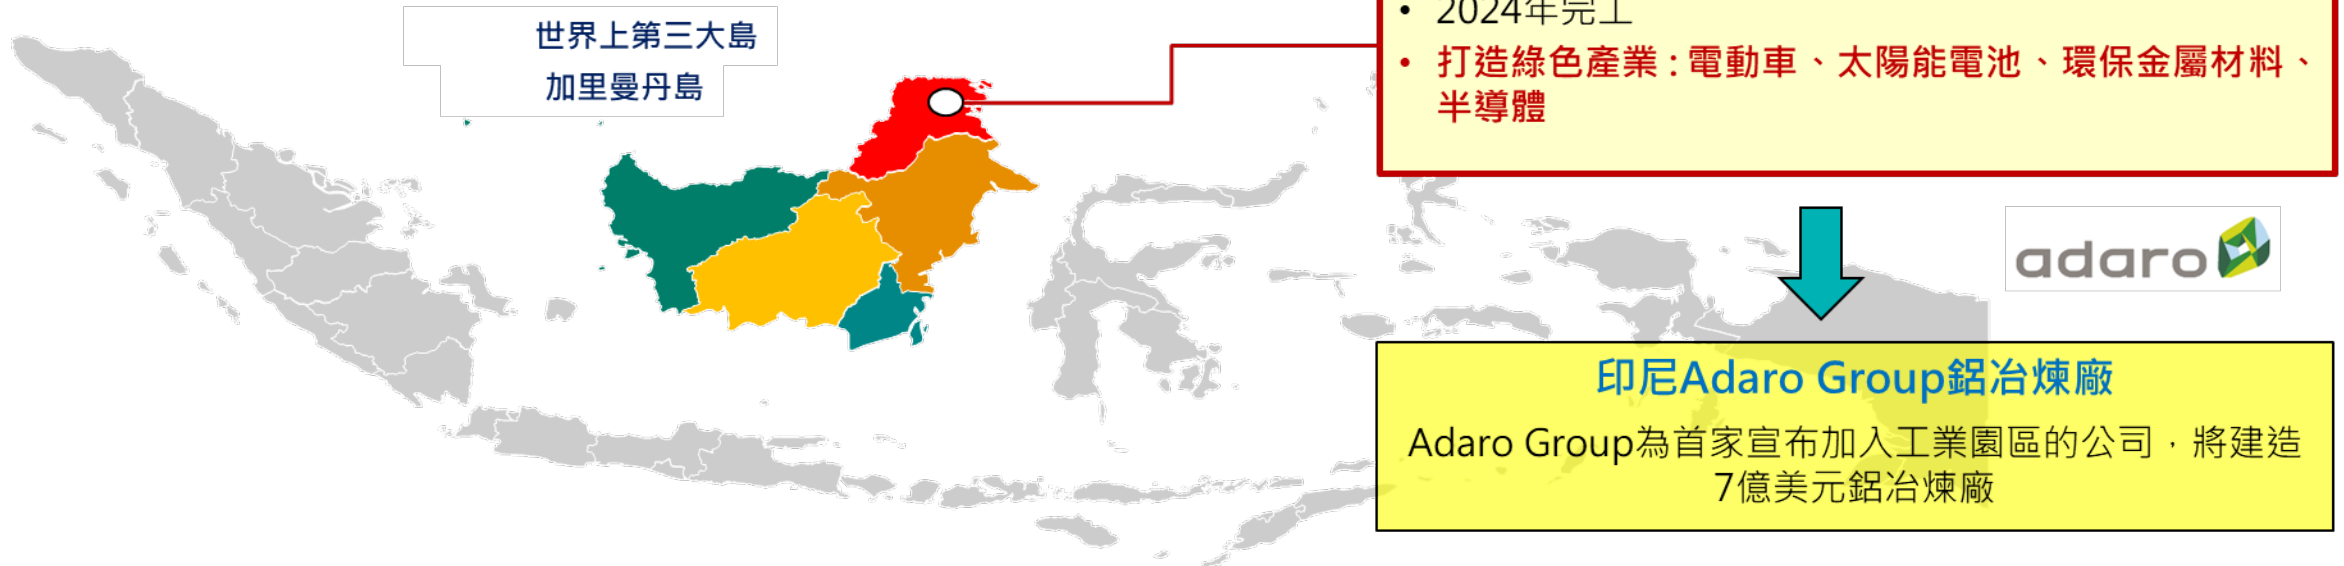 世界上第三大島
加里曼丹島
• 2024年完工
• 打造綠色產業：電動車、太陽能電池、環保金屬材料、
半導體
adaro
印尼Adaro Group鋁冶煉廠
Adaro Group為首家宣布加入工業園區的公司，將建造
7億美元鋁冶煉廠